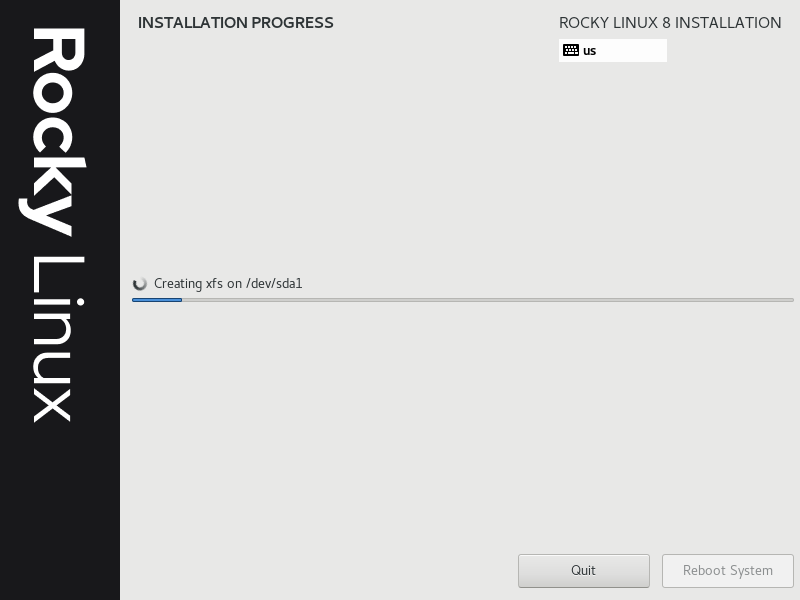 Rocky Linux
INSTALLATION PROGRESS
ROCKY LINUX 8 INSTALLATION
us
Creating xfs on /dev/sda1
Quit
Reboot System